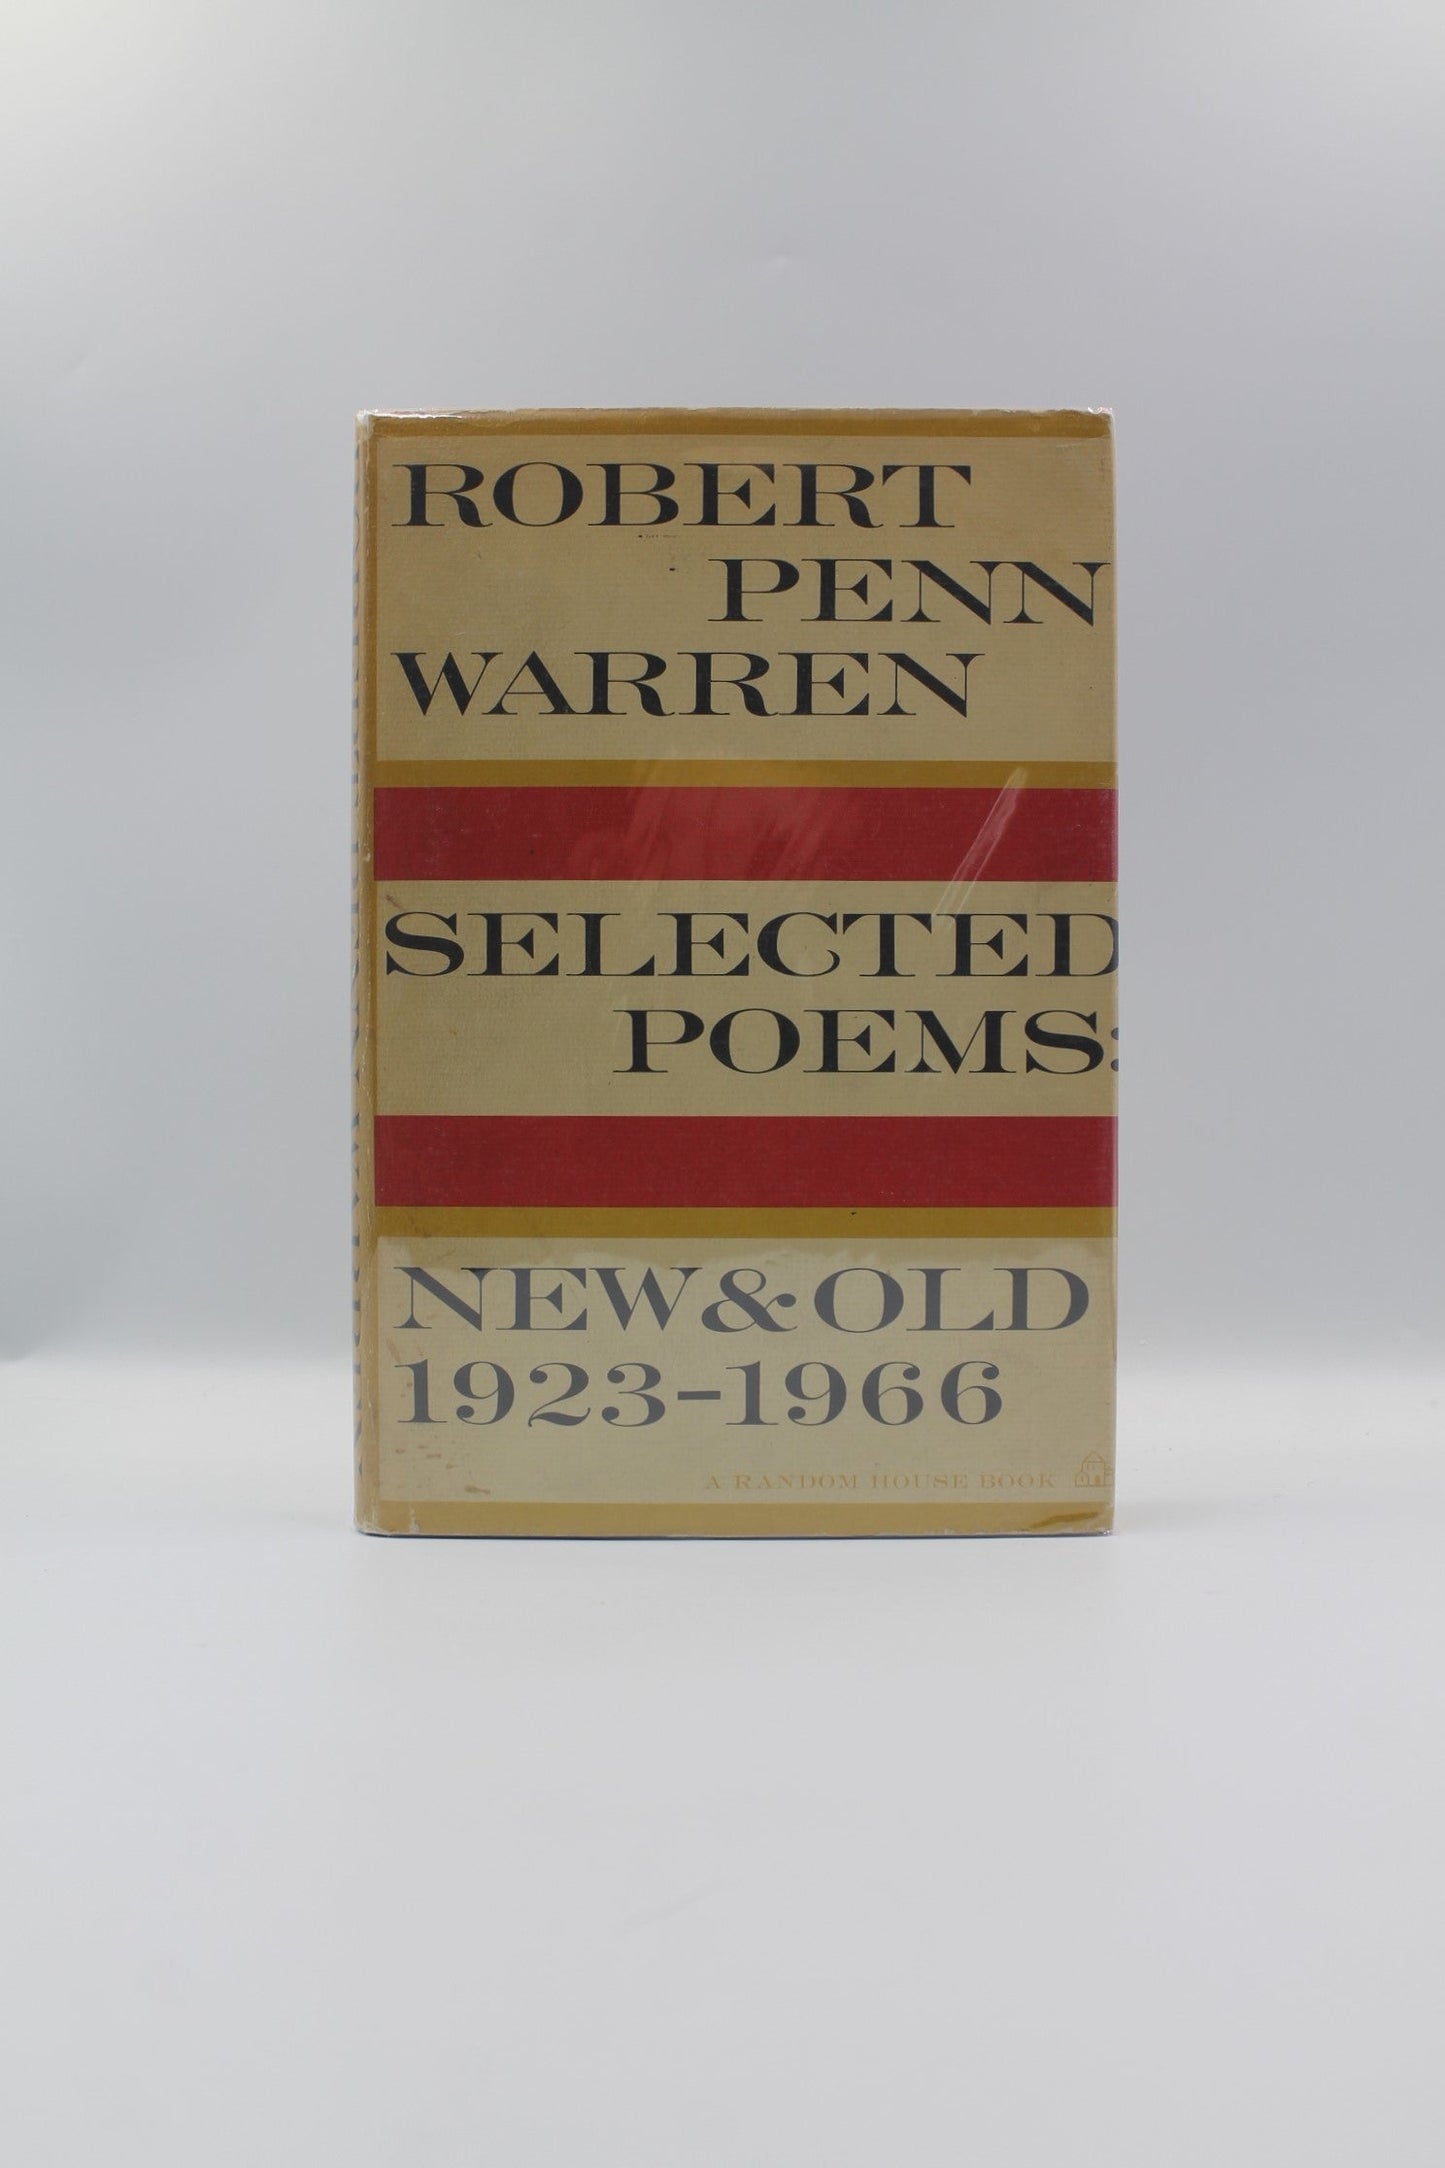 ROBERT
PENN
WARREN
SELECTED
POEMS:
NEW & OLD
1923–1966
A RANDOM HOUSE BOOK